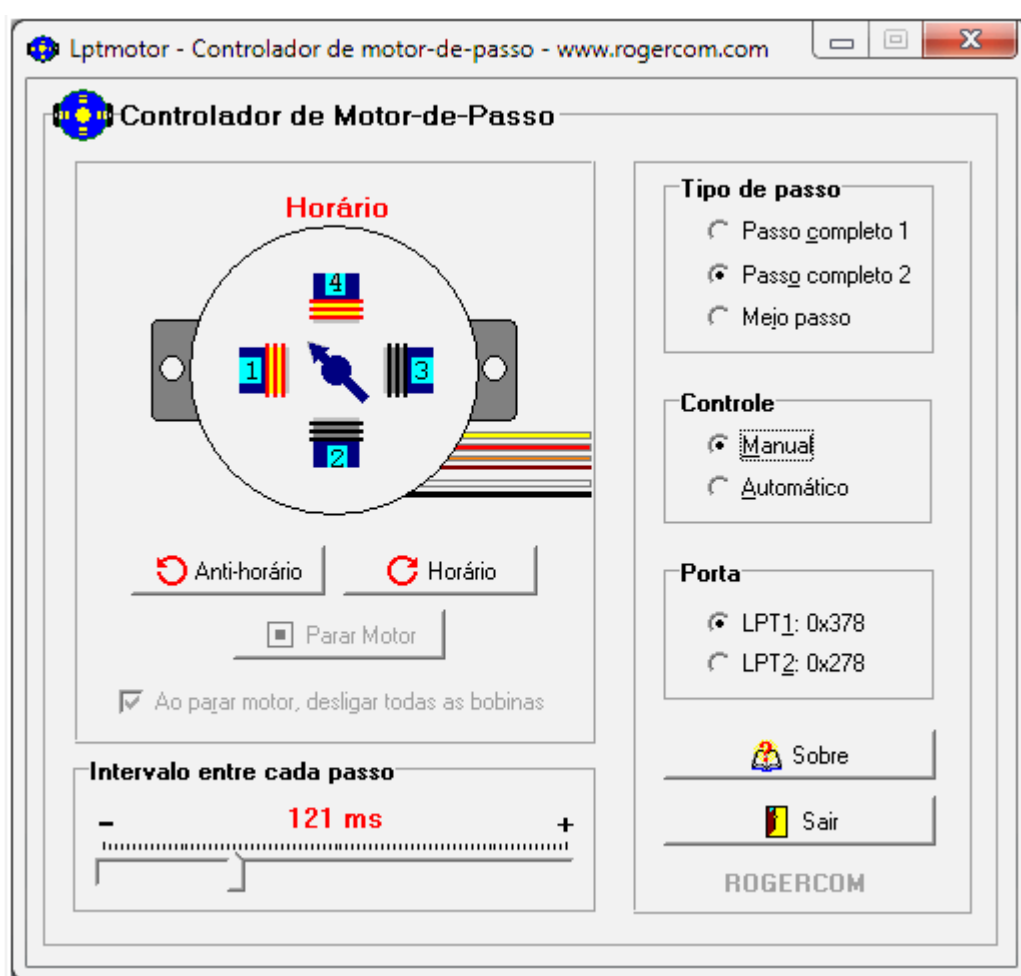 Lptmotor - Controlador de motor-de-passo - www.rogercom.com
Controlador de Motor-de-Passo
Horário
4
1
3
2
Anti-horário
Horário
Parar Motor
Ao parar motor, desligar todas as bobinas
Intervalo entre cada passo
121 ms
- +
Tipo de passo
Passo completo 1
Passo completo 2
Meio passo
Controle
Manual
Automático
Porta
LPT1: 0x378
LPT2: 0x278
Sobre
Sair
ROGERCOM